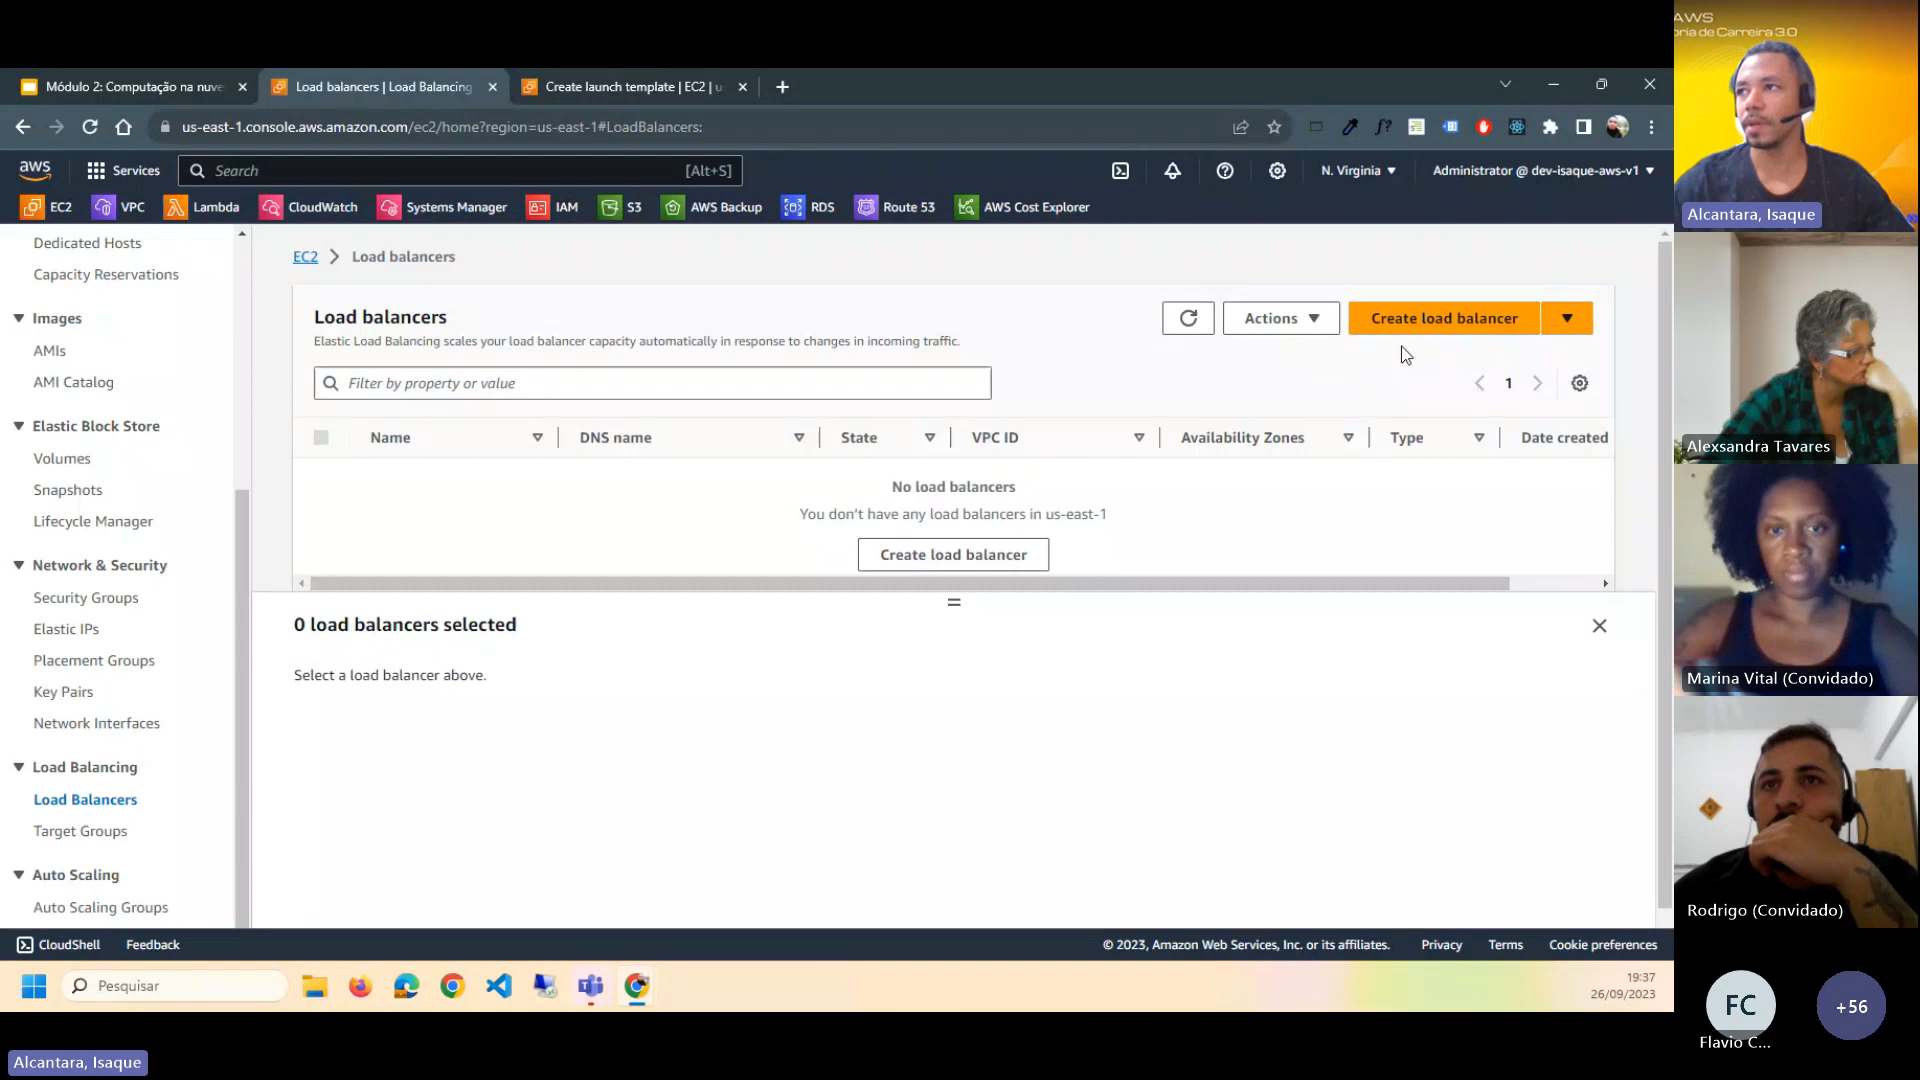 Módulo 2: Computação na nuve
Load balancers | Load Balancing
Create launch template | EC2 | u
us-east-1.console.aws.amazon.com/ec2/home?region=us-east-1#LoadBalancers:
aws
Services
Search
[Alt+S]
N. Virginia
Administrator @ dev-isaque-aws-v1
EC2
VPC
Lambda
CloudWatch
Systems Manager
IAM
S3
AWS Backup
RDS
Route 53
AWS Cost Explorer
Dedicated Hosts
Capacity Reservations
Images
AMIs
AMI Catalog
Elastic Block Store
Volumes
Snapshots
Lifecycle Manager
Network & Security
Security Groups
Elastic IPs
Placement Groups
Key Pairs
Network Interfaces
Load Balancing
Load Balancers
Target Groups
Auto Scaling
Auto Scaling Groups
EC2 > Load balancers
Load balancers
Elastic Load Balancing scales your load balancer capacity automatically in response to changes in incoming traffic.
Actions
Create load balancer
Filter by property or value
1
Name
DNS name
State
VPC ID
Availability Zones
Type
Date created
No load balancers
You don't have any load balancers in us-east-1
Create load balancer
0 load balancers selected
Select a load balancer above.
CloudShell
Feedback
© 2023, Amazon Web Services, Inc. or its affiliates.
Privacy
Terms
Cookie preferences
Pesquisar
19:37
26/09/2023
AWS
oria de Carreira 3.0
Alcantara, Isaque
Alexsandra Tavares
Marina Vital (Convidado)
Rodrigo (Convidado)
FC
Flavio C...
+56
Alcantara, Isaque